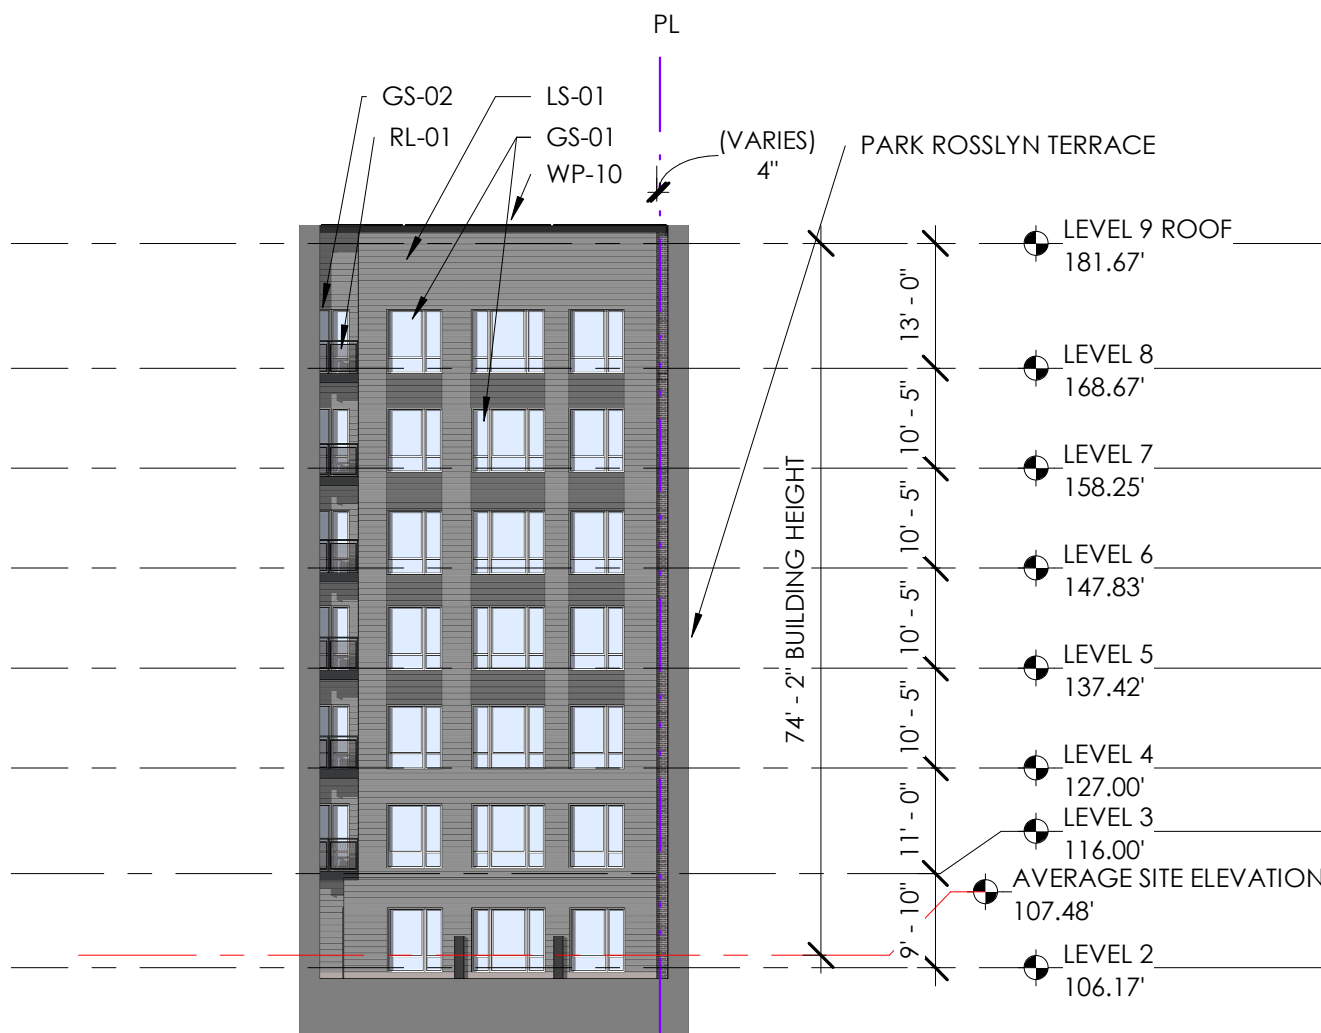 PL
GS-02
LS-01
RL-01
GS-01
WP-10
(VARIES)
4"
PARK ROSSLYN TERRACE
LEVEL 9 ROOF
181.67'
13' - 0"
LEVEL 8
168.67'
10' - 5"
LEVEL 7
158.25'
10' - 5"
LEVEL 6
147.83'
10' - 5"
LEVEL 5
137.42'
10' - 5"
LEVEL 4
127.00'
11' - 0"
LEVEL 3
116.00'
AVERAGE SITE ELEVATION
107.48'
9' - 10"
LEVEL 2
106.17'
74' - 2" BUILDING HEIGHT